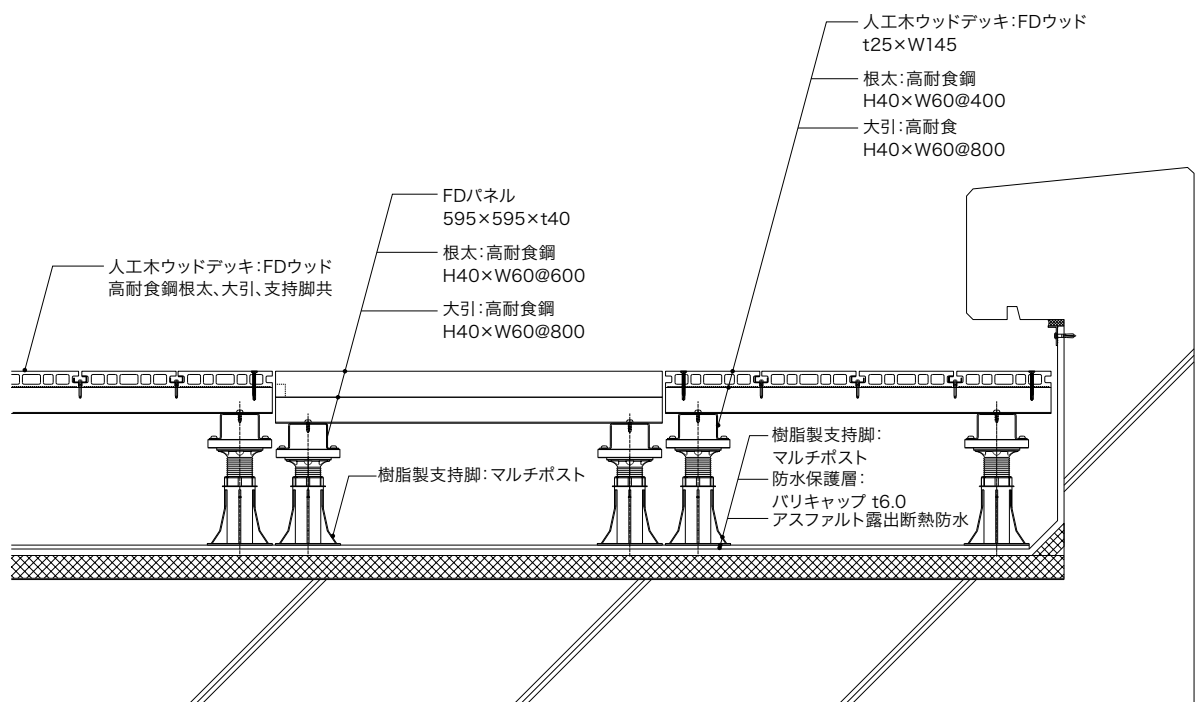 人工木ウッドデッキ:FDウッド
t25×W145
根太:高耐食鋼
H40×W60@400
大引:高耐食
H40×W60@800
FDパネル
595×595×t40
根太:高耐食鋼
H40×W60@600
大引:高耐食鋼
H40×W60@800
人工木ウッドデッキ:FDウッド
高耐食鋼根太、大引、支持脚共
樹脂製支持脚:マルチポスト
樹脂製支持脚:
マルチポスト
防水保護層:
バリキャップ t6.0
アスファルト露出断熱防水